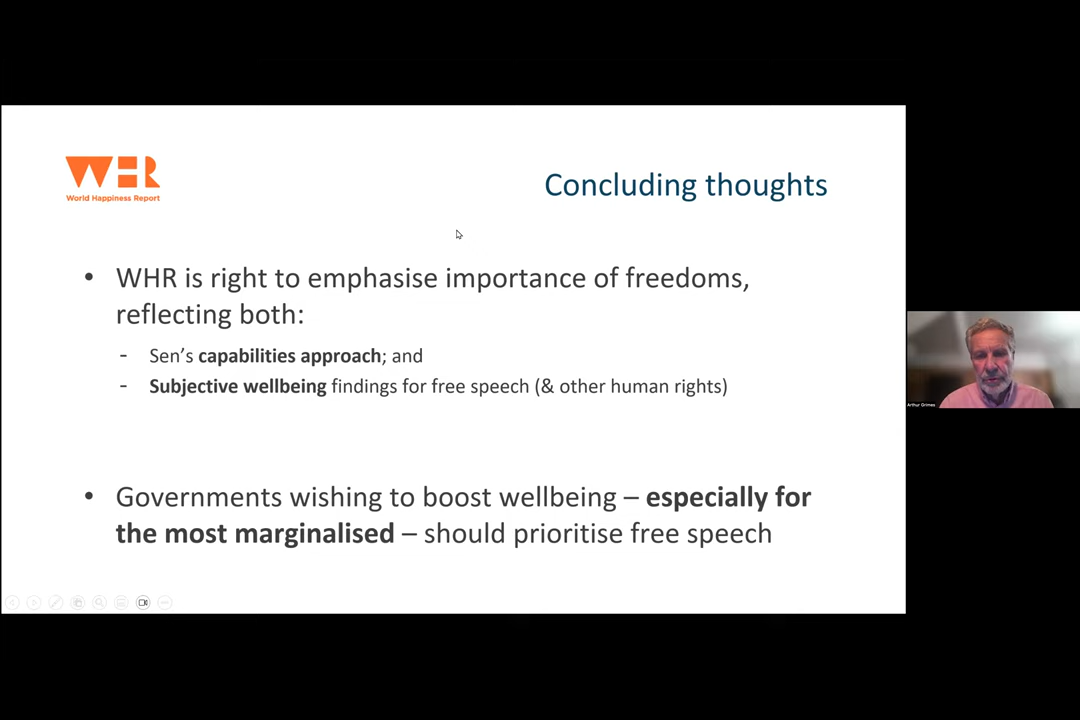 WHR
World Happiness Report
Concluding thoughts
• WHR is right to emphasise importance of freedoms,
reflecting both:
- Sen's capabilities approach; and
- Subjective wellbeing findings for free speech (& other human rights)
• Governments wishing to boost wellbeing – especially for
the most marginalised – should prioritise free speech
Arthur Grimes